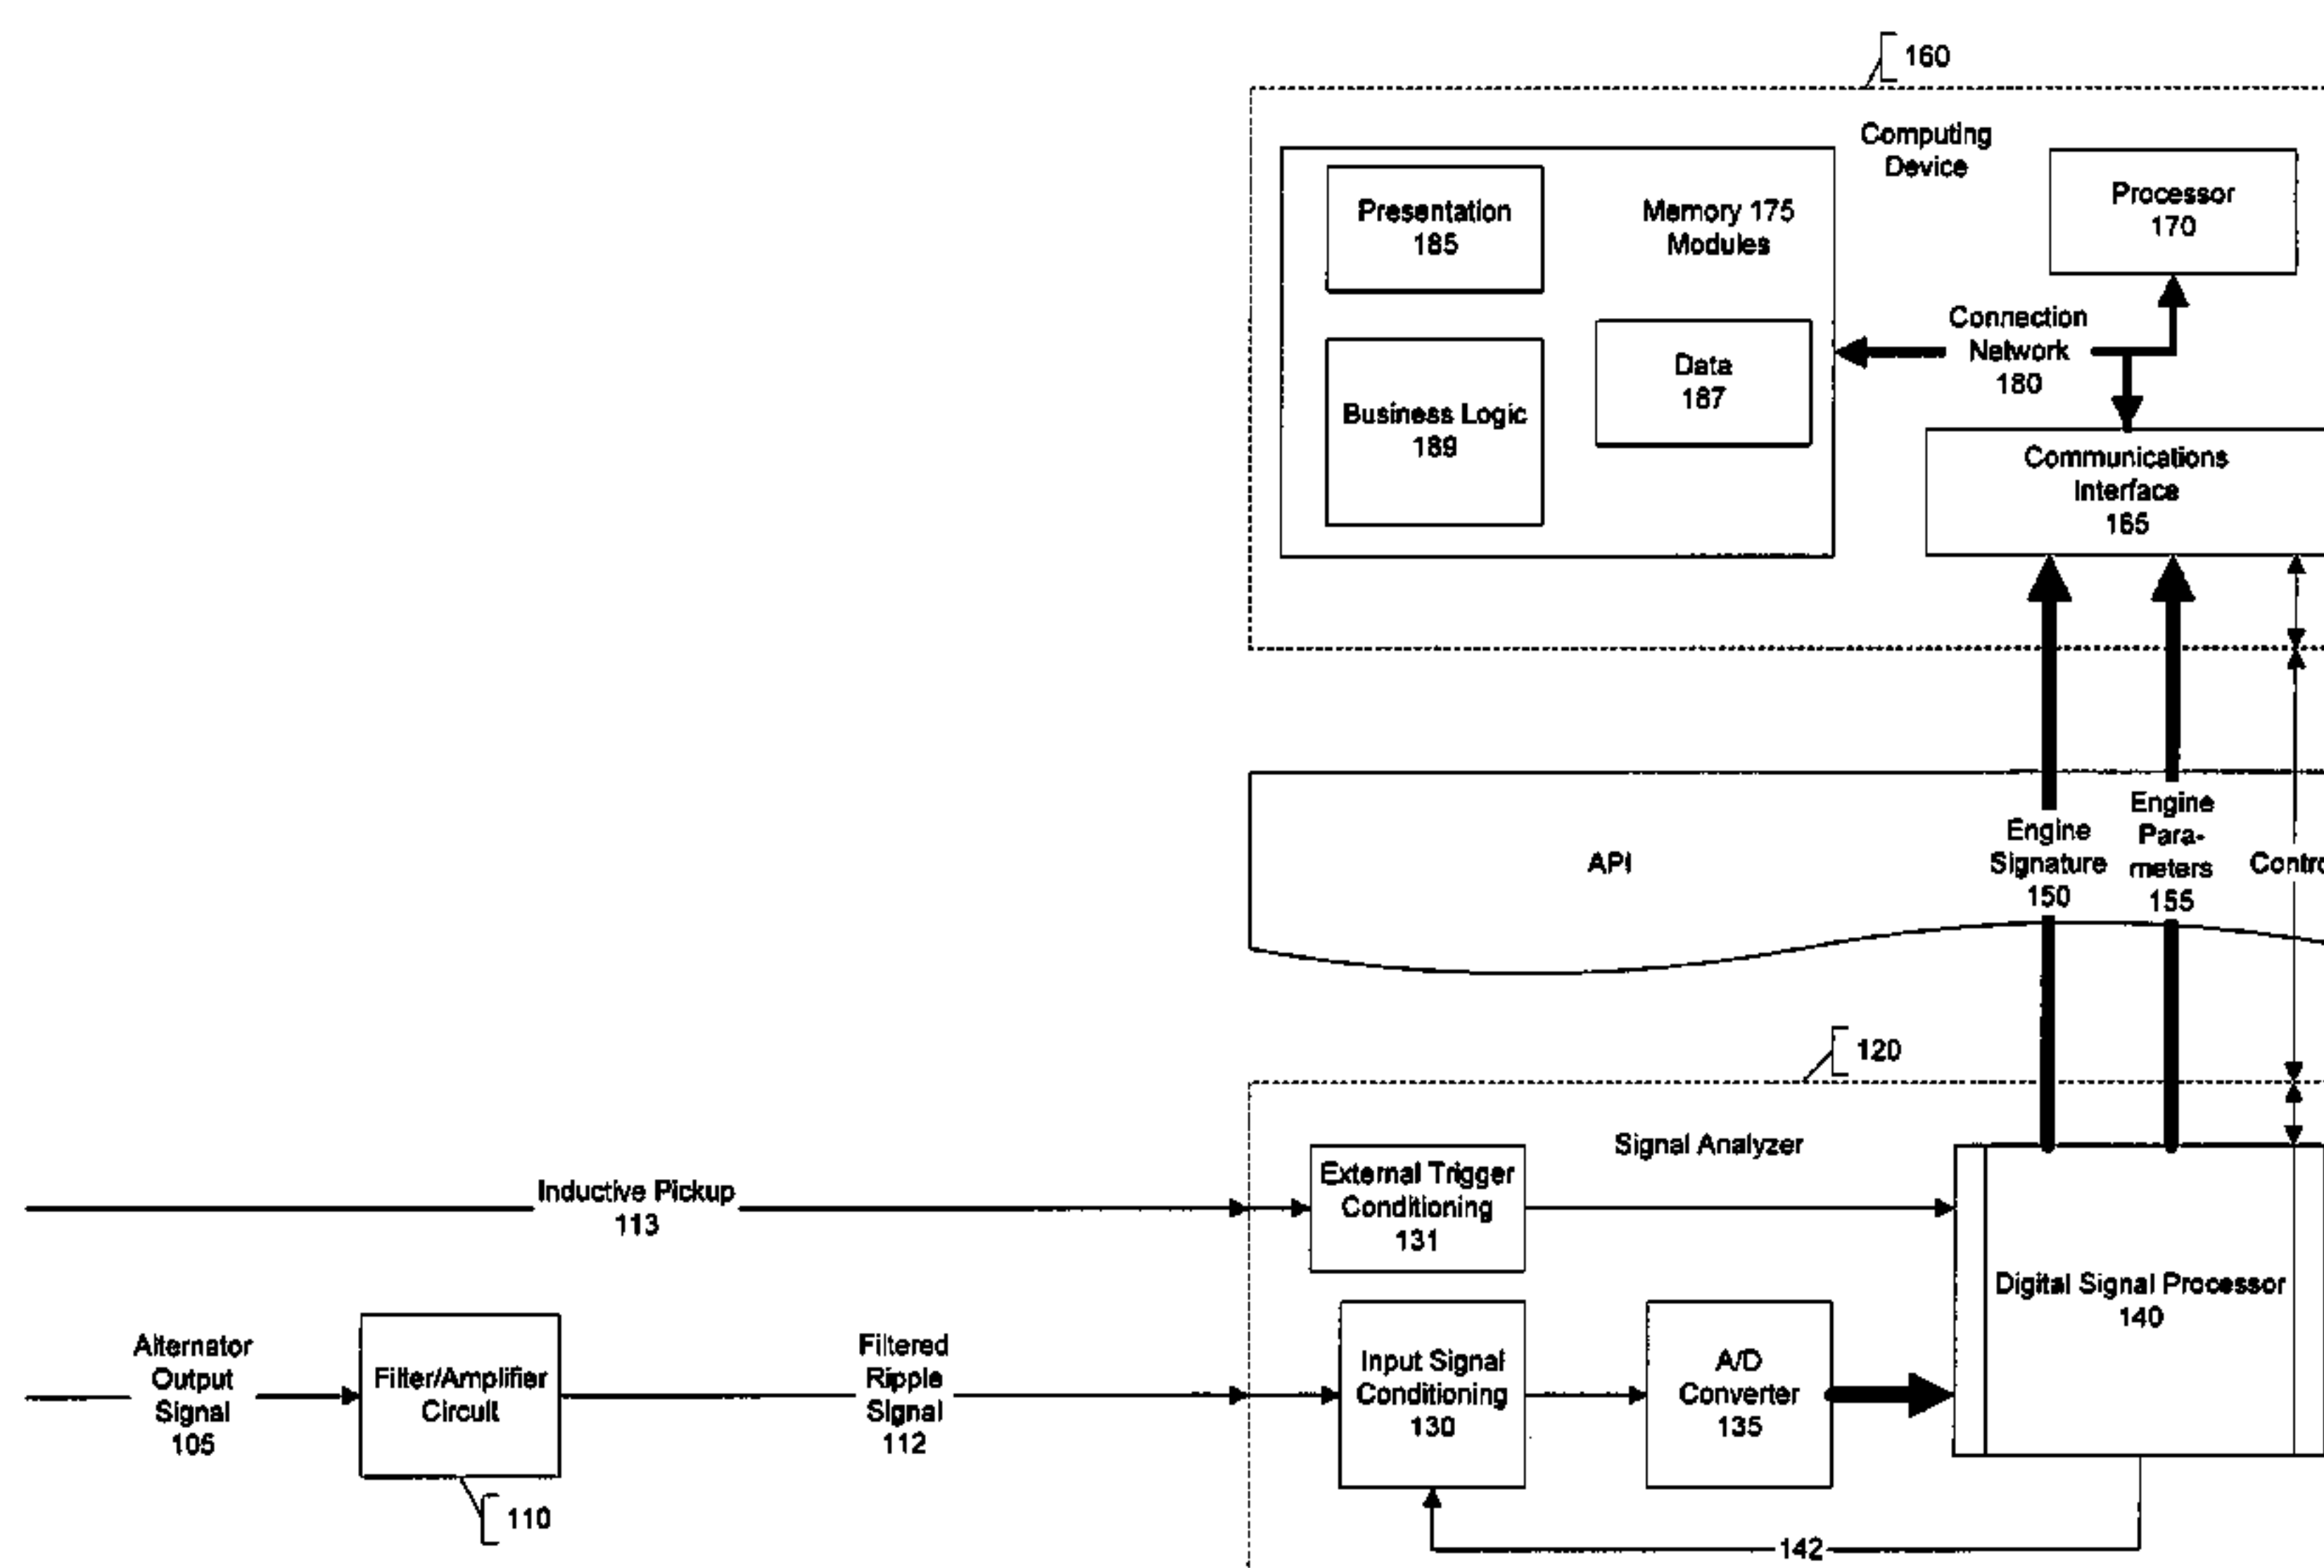 160
Computing
Device
Presentation
185
Memory 175
Modules
Processor
170
Business Logic
189
Data
187
Connection
Network
180
Communications
Interface
165
API
Engine
Signature
150
Engine
Para-
meters
155
Contro
120
Signal Analyzer
Inductive Pickup
113
External Trigger
Conditioning
131
Digital Signal Processor
140
Alternator
Output
Signal
105
Filter/Amplifier
Circuit
110
Filtered
Ripple
Signal
112
Input Signal
Conditioning
130
A/D
Converter
135
142